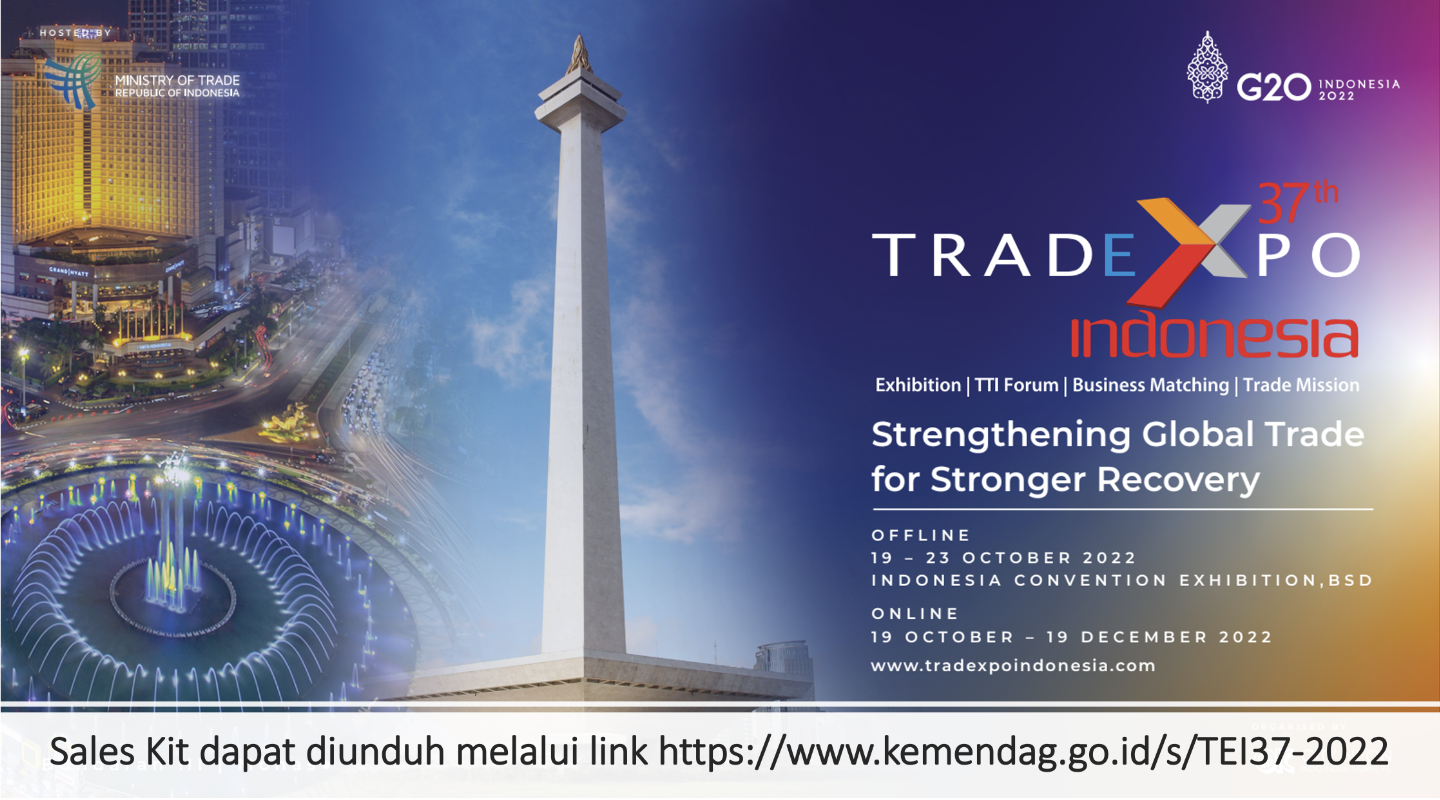 HOSTED BY
MINISTRY OF TRADE
REPUBLIC OF INDONESIA
G20 INDONESIA
2022
37th
TRADEXPO
indonesia
Exhibition | TTI Forum | Business Matching | Trade Mission
Strengthening Global Trade
for Stronger Recovery
OFFLINE
19 – 23 OCTOBER 2022
INDONESIA CONVENTION EXHIBITION,BSD
ONLINE
19 OCTOBER – 19 DECEMBER 2022
www.tradexpoindonesia.com
GRAND HYATT
Sales Kit dapat diunduh melalui link https://www.kemendag.go.id/s/TEI37-2022